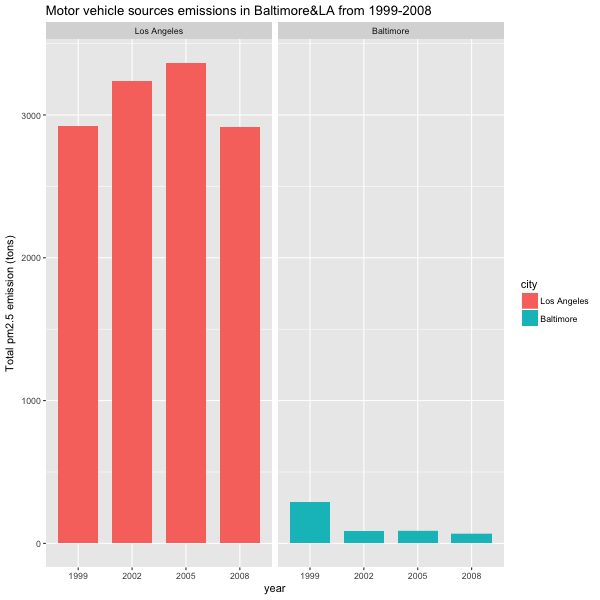 Motor vehicle sources emissions in Baltimore&LA from 1999-2008
Los Angeles
Baltimore
3000
2000
1000
0
Total pm2.5 emission (tons)
1999 2002 2005 2008
1999 2002 2005 2008
year
city
Los Angeles
Baltimore